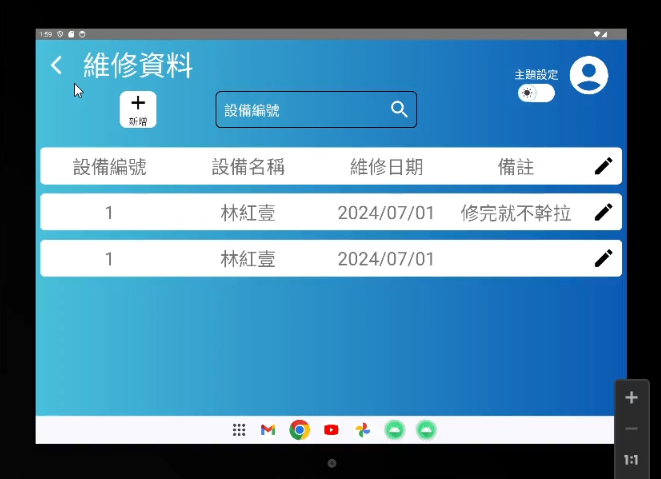 1:59
維修資料
主題設定
新增
設備編號
設備編號 設備名稱 維修日期 備註
1 林紅壹 2024/07/01 修完就不幹拉
1 林紅壹 2024/07/01
1:1